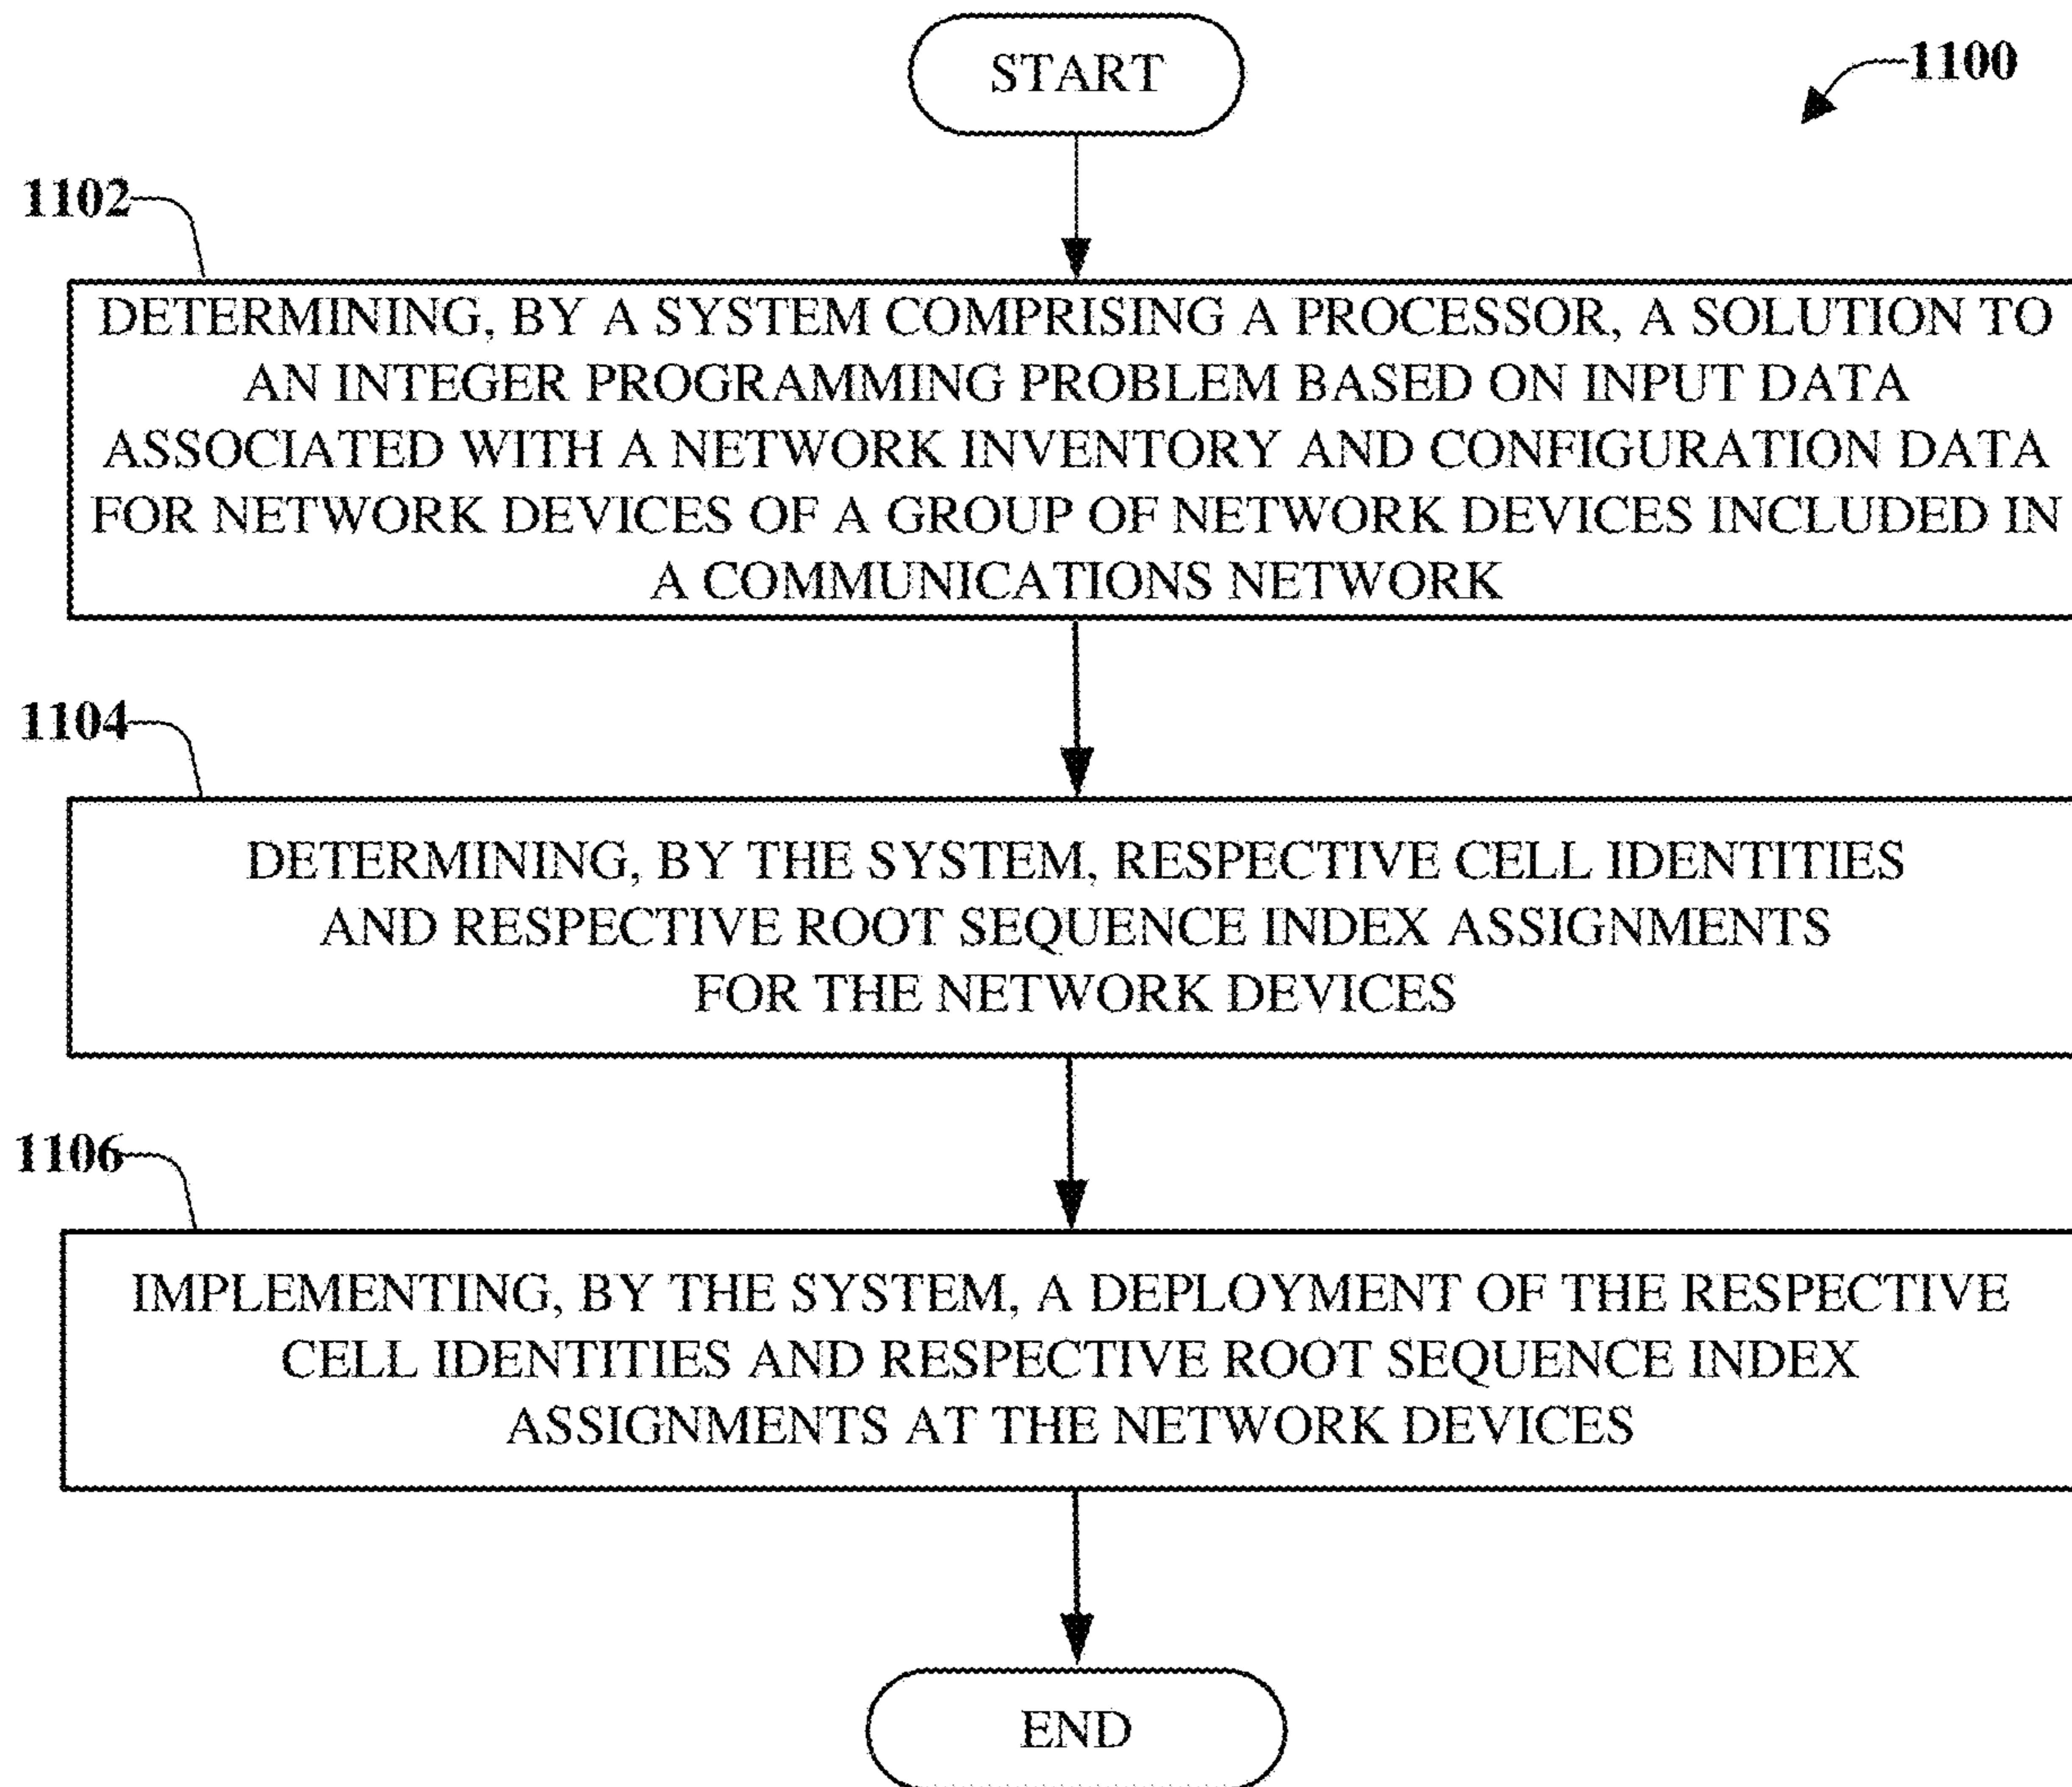 START
1100
1102
DETERMINING, BY A SYSTEM COMPRISING A PROCESSOR, A SOLUTION TO
AN INTEGER PROGRAMMING PROBLEM BASED ON INPUT DATA
ASSOCIATED WITH A NETWORK INVENTORY AND CONFIGURATION DATA
FOR NETWORK DEVICES OF A GROUP OF NETWORK DEVICES INCLUDED IN
A COMMUNICATIONS NETWORK
1104
DETERMINING, BY THE SYSTEM, RESPECTIVE CELL IDENTITIES
AND RESPECTIVE ROOT SEQUENCE INDEX ASSIGNMENTS
FOR THE NETWORK DEVICES
1106
IMPLEMENTING, BY THE SYSTEM, A DEPLOYMENT OF THE RESPECTIVE
CELL IDENTITIES AND RESPECTIVE ROOT SEQUENCE INDEX
ASSIGNMENTS AT THE NETWORK DEVICES
END